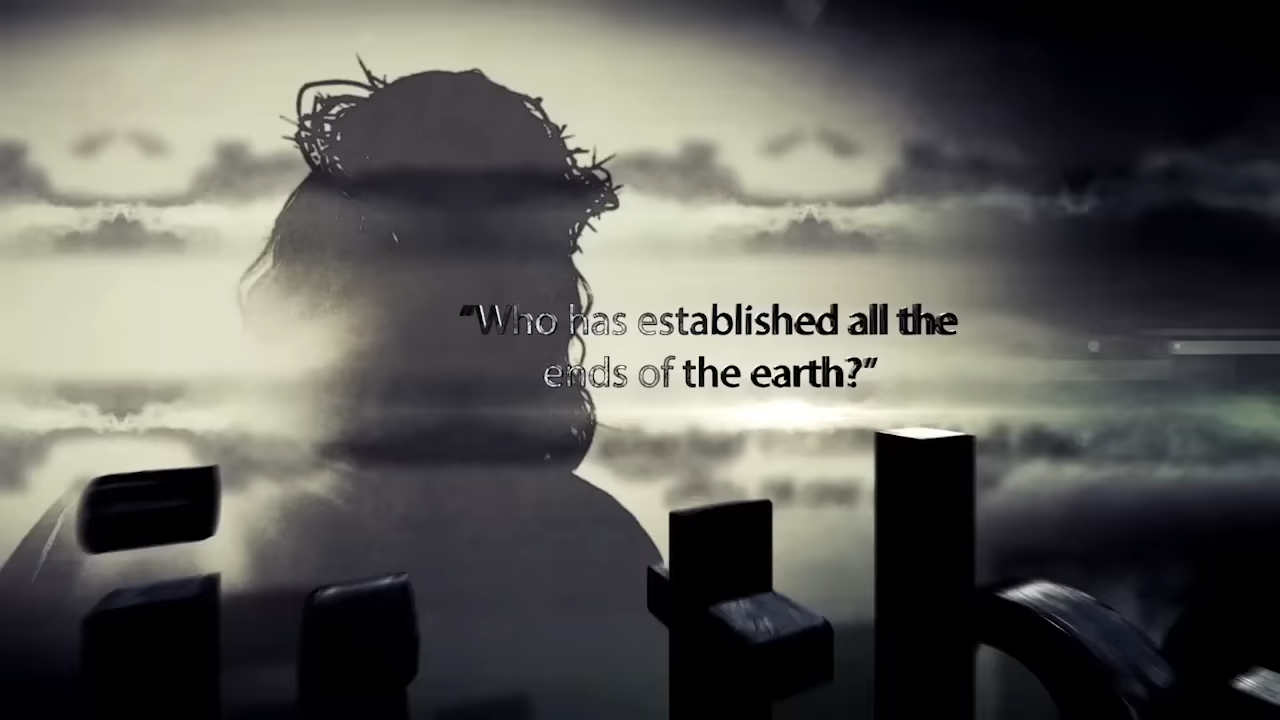 “Who has established all the
ends of the earth?”